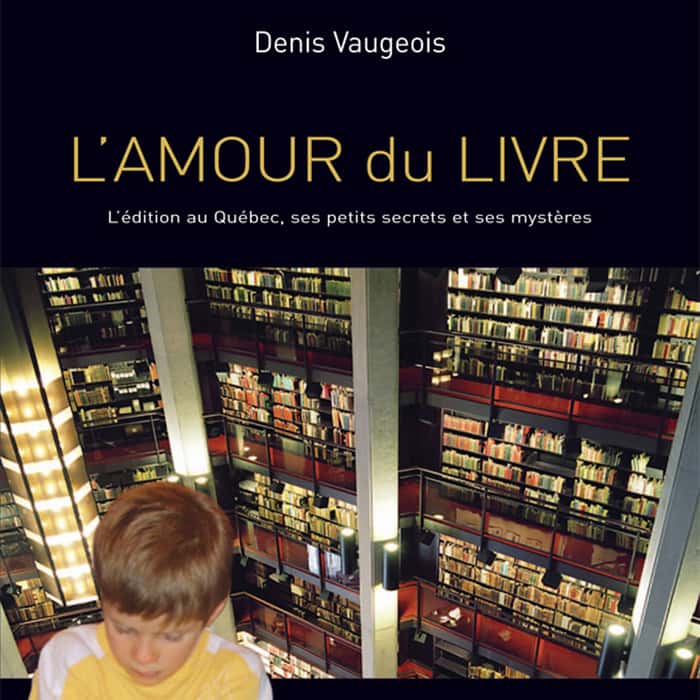 Denis Vaugeois
L'AMOUR du LIVRE
L'édition au Québec, ses petits secrets et ses mystères